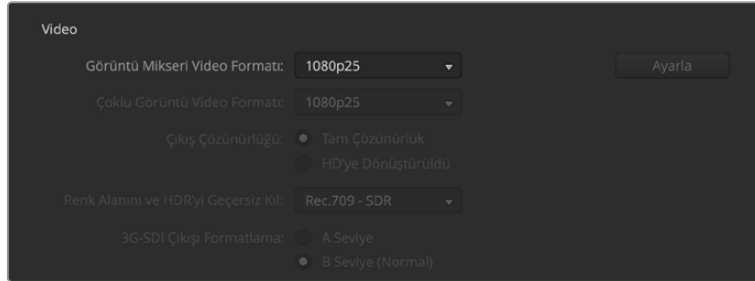 Video
Görüntü Mikseri Video Formatı: 1080p25 Ayarla
Çoklu Görüntü Video Formatı: 1080p25
Çıkış Çözünürlüğü: Tam Çözünürlük
HD'ye Dönüştürüldü
Renk Alanını ve HDR'yi Geçersiz Kıl: Rec.709 - SDR
3G-SDI Çıkışı Formatlama: A Seviye
B Seviye (Normal)